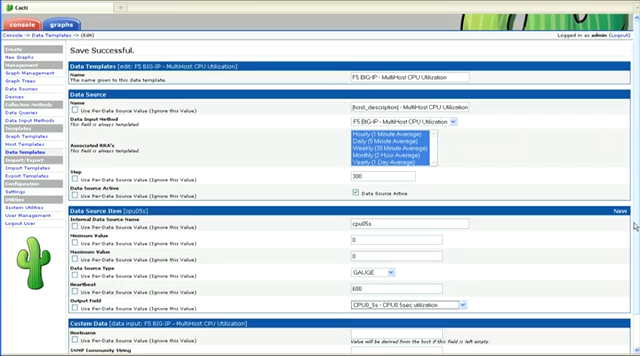 Cacti
console
graphs
Console -> Data Templates -> (Edit)
Logged in as admin (Logout)
Create
New Graphs
Management
Graph Management
Graph Trees
Data Sources
Devices
Collection Methods
Data Queries
Data Input Methods
Templates
Graph Templates
Host Templates
Data Templates
Import/Export
Import Templates
Export Templates
Configuration
Settings
Utilities
System Utilities
User Management
Logout User
Save Successful.
Data Templates [edit: F5 BIG-IP - MultiHost CPU Utilization]
Name
The name given to this data template.
F5 BIG-IP - MultiHost CPU Utilization
Data Source
Name
Use Per-Data Source Value (Ignore this Value)
|host_description| - MultiHost CPU Utilization
Data Input Method
This field is always templated.
F5 BIG-IP - MultiHost CPU Utilization
Associated RRA's
This field is always templated.
Hourly (1 Minute Average)
Daily (5 Minute Average)
Weekly (30 Minute Average)
Monthly (2 Hour Average)
Yearly (1 Day Average)
Step
Use Per-Data Source Value (Ignore this Value)
300
Data Source Active
Use Per-Data Source Value (Ignore this Value)
Data Source Active
Data Source Item [cpu05s]
New
Internal Data Source Name
Use Per-Data Source Value (Ignore this Value)
cpu05s
Minimum Value
Use Per-Data Source Value (Ignore this Value)
0
Maximum Value
Use Per-Data Source Value (Ignore this Value)
0
Data Source Type
Use Per-Data Source Value (Ignore this Value)
GAUGE
Heartbeat
Use Per-Data Source Value (Ignore this Value)
600
Output Field
Use Per-Data Source Value (Ignore this Value)
CPU0_5s - CPU0 5sec utilization
Custom Data [data input: F5 BIG-IP - MultiHost CPU Utilization]
Hostname
Use Per-Data Source Value (Ignore this Value)
Value will be derived from the host if this field is left empty.
SNMP Community String